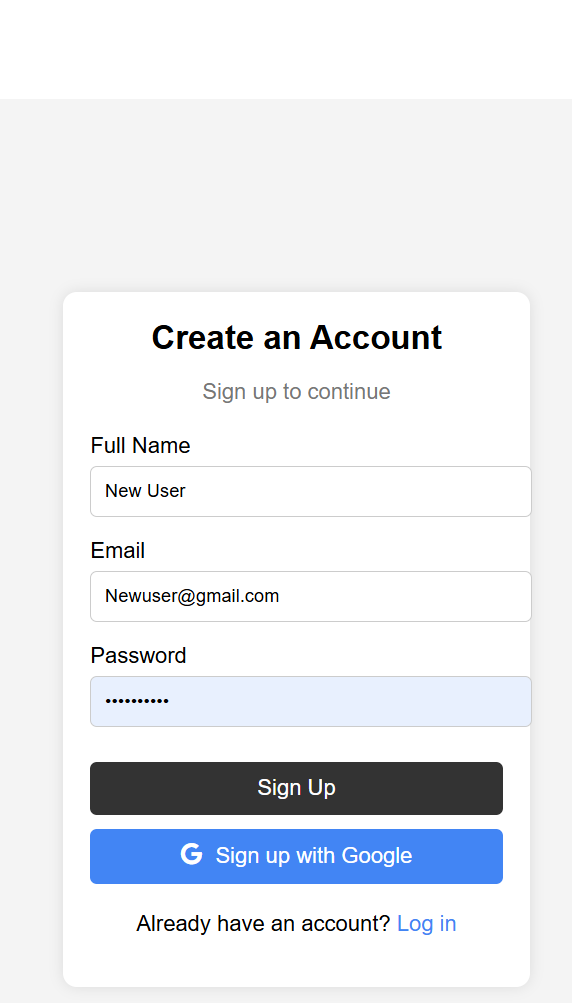 Create an Account
Sign up to continue
Full Name
New User
Email
Newuser@gmail.com
Password
••••••••••
Sign Up
G Sign up with Google
Already have an account? Log in